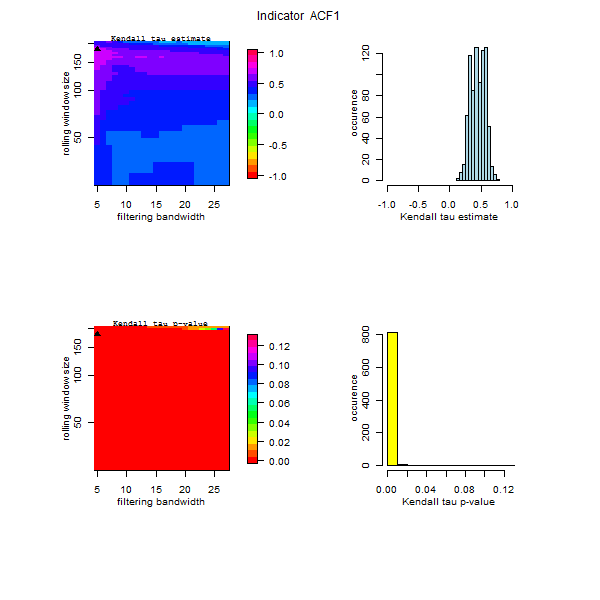 Indicator ACF1
Kendall tau estimate
rolling window size
50 100 150
5 10 15 20 25
filtering bandwidth
1.0
0.5
0.0
-0.5
-1.0
occurence
0 20 40 60 80 120
-1.0 -0.5 0.0 0.5 1.0
Kendall tau estimate
Kendall tau p-value
rolling window size
50 100 150
5 10 15 20 25
filtering bandwidth
0.12
0.10
0.08
0.06
0.04
0.02
0.00
occurence
0 200 400 600 800
0.00 0.04 0.08 0.12
Kendall tau p-value